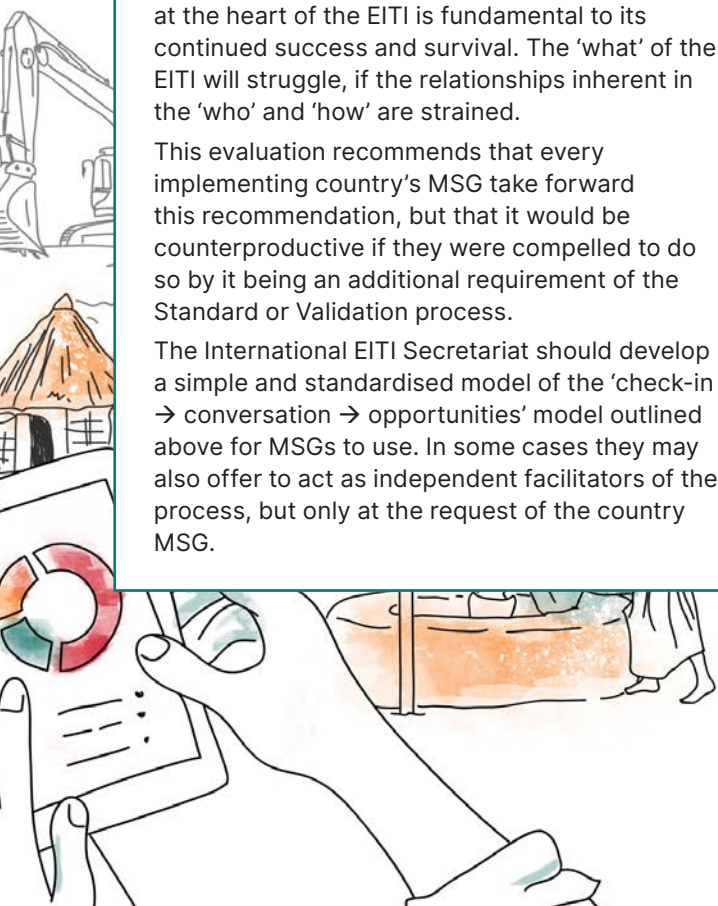 at the heart of the EITI is fundamental to its
continued success and survival. The ‘what’ of the
EITI will struggle, if the relationships inherent in
the ‘who’ and ‘how’ are strained.
This evaluation recommends that every
implementing country’s MSG take forward
this recommendation, but that it would be
counterproductive if they were compelled to do
so by it being an additional requirement of the
Standard or Validation process.
The International EITI Secretariat should develop
a simple and standardised model of the ‘check-in
→ conversation → opportunities’ model outlined
above for MSGs to use. In some cases they may
also offer to act as independent facilitators of the
process, but only at the request of the country
MSG.